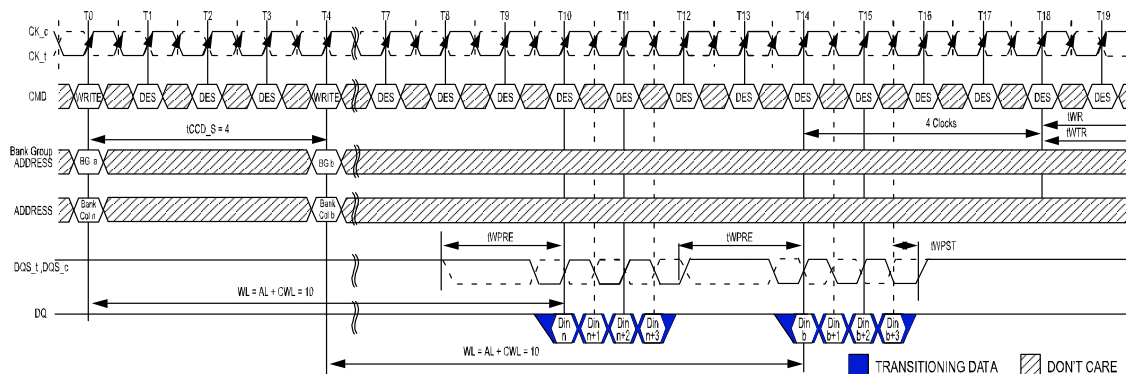 T0 T1 T2 T3 T4 T7 T8 T9 T10 T11 T12 T13 T14 T15 T16 T17 T18 T19
CK_c
CK_t
CMD WRITE DES DES DES WRITE DES DES DES DES DES DES DES DES DES DES DES DES DES
tCCD_S = 4
4 Clocks
tWR
tWTR
Bank Group
ADDRESS
BG a
BG b
ADDRESS
Bank
Col n
Bank
Col b
tWPRE
tWPRE
tWPST
DQS_t ,DQS_c
WL = AL + CWL = 10
DQ
Din
n
Din
n+1
Din
n+2
Din
n+3
Din
b
Din
b+1
Din
b+2
Din
b+3
WL = AL + CWL = 10
TRANSITIONING DATA
DON'T CARE